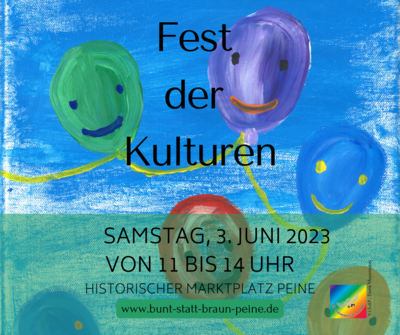 Fest
der
Kulturen
SAMSTAG, 3. JUNI 2023
VON 11 BIS 14 UHR
HISTORISCHER MARKTPLATZ PEINE
www.bunt-statt-braun-peine.de